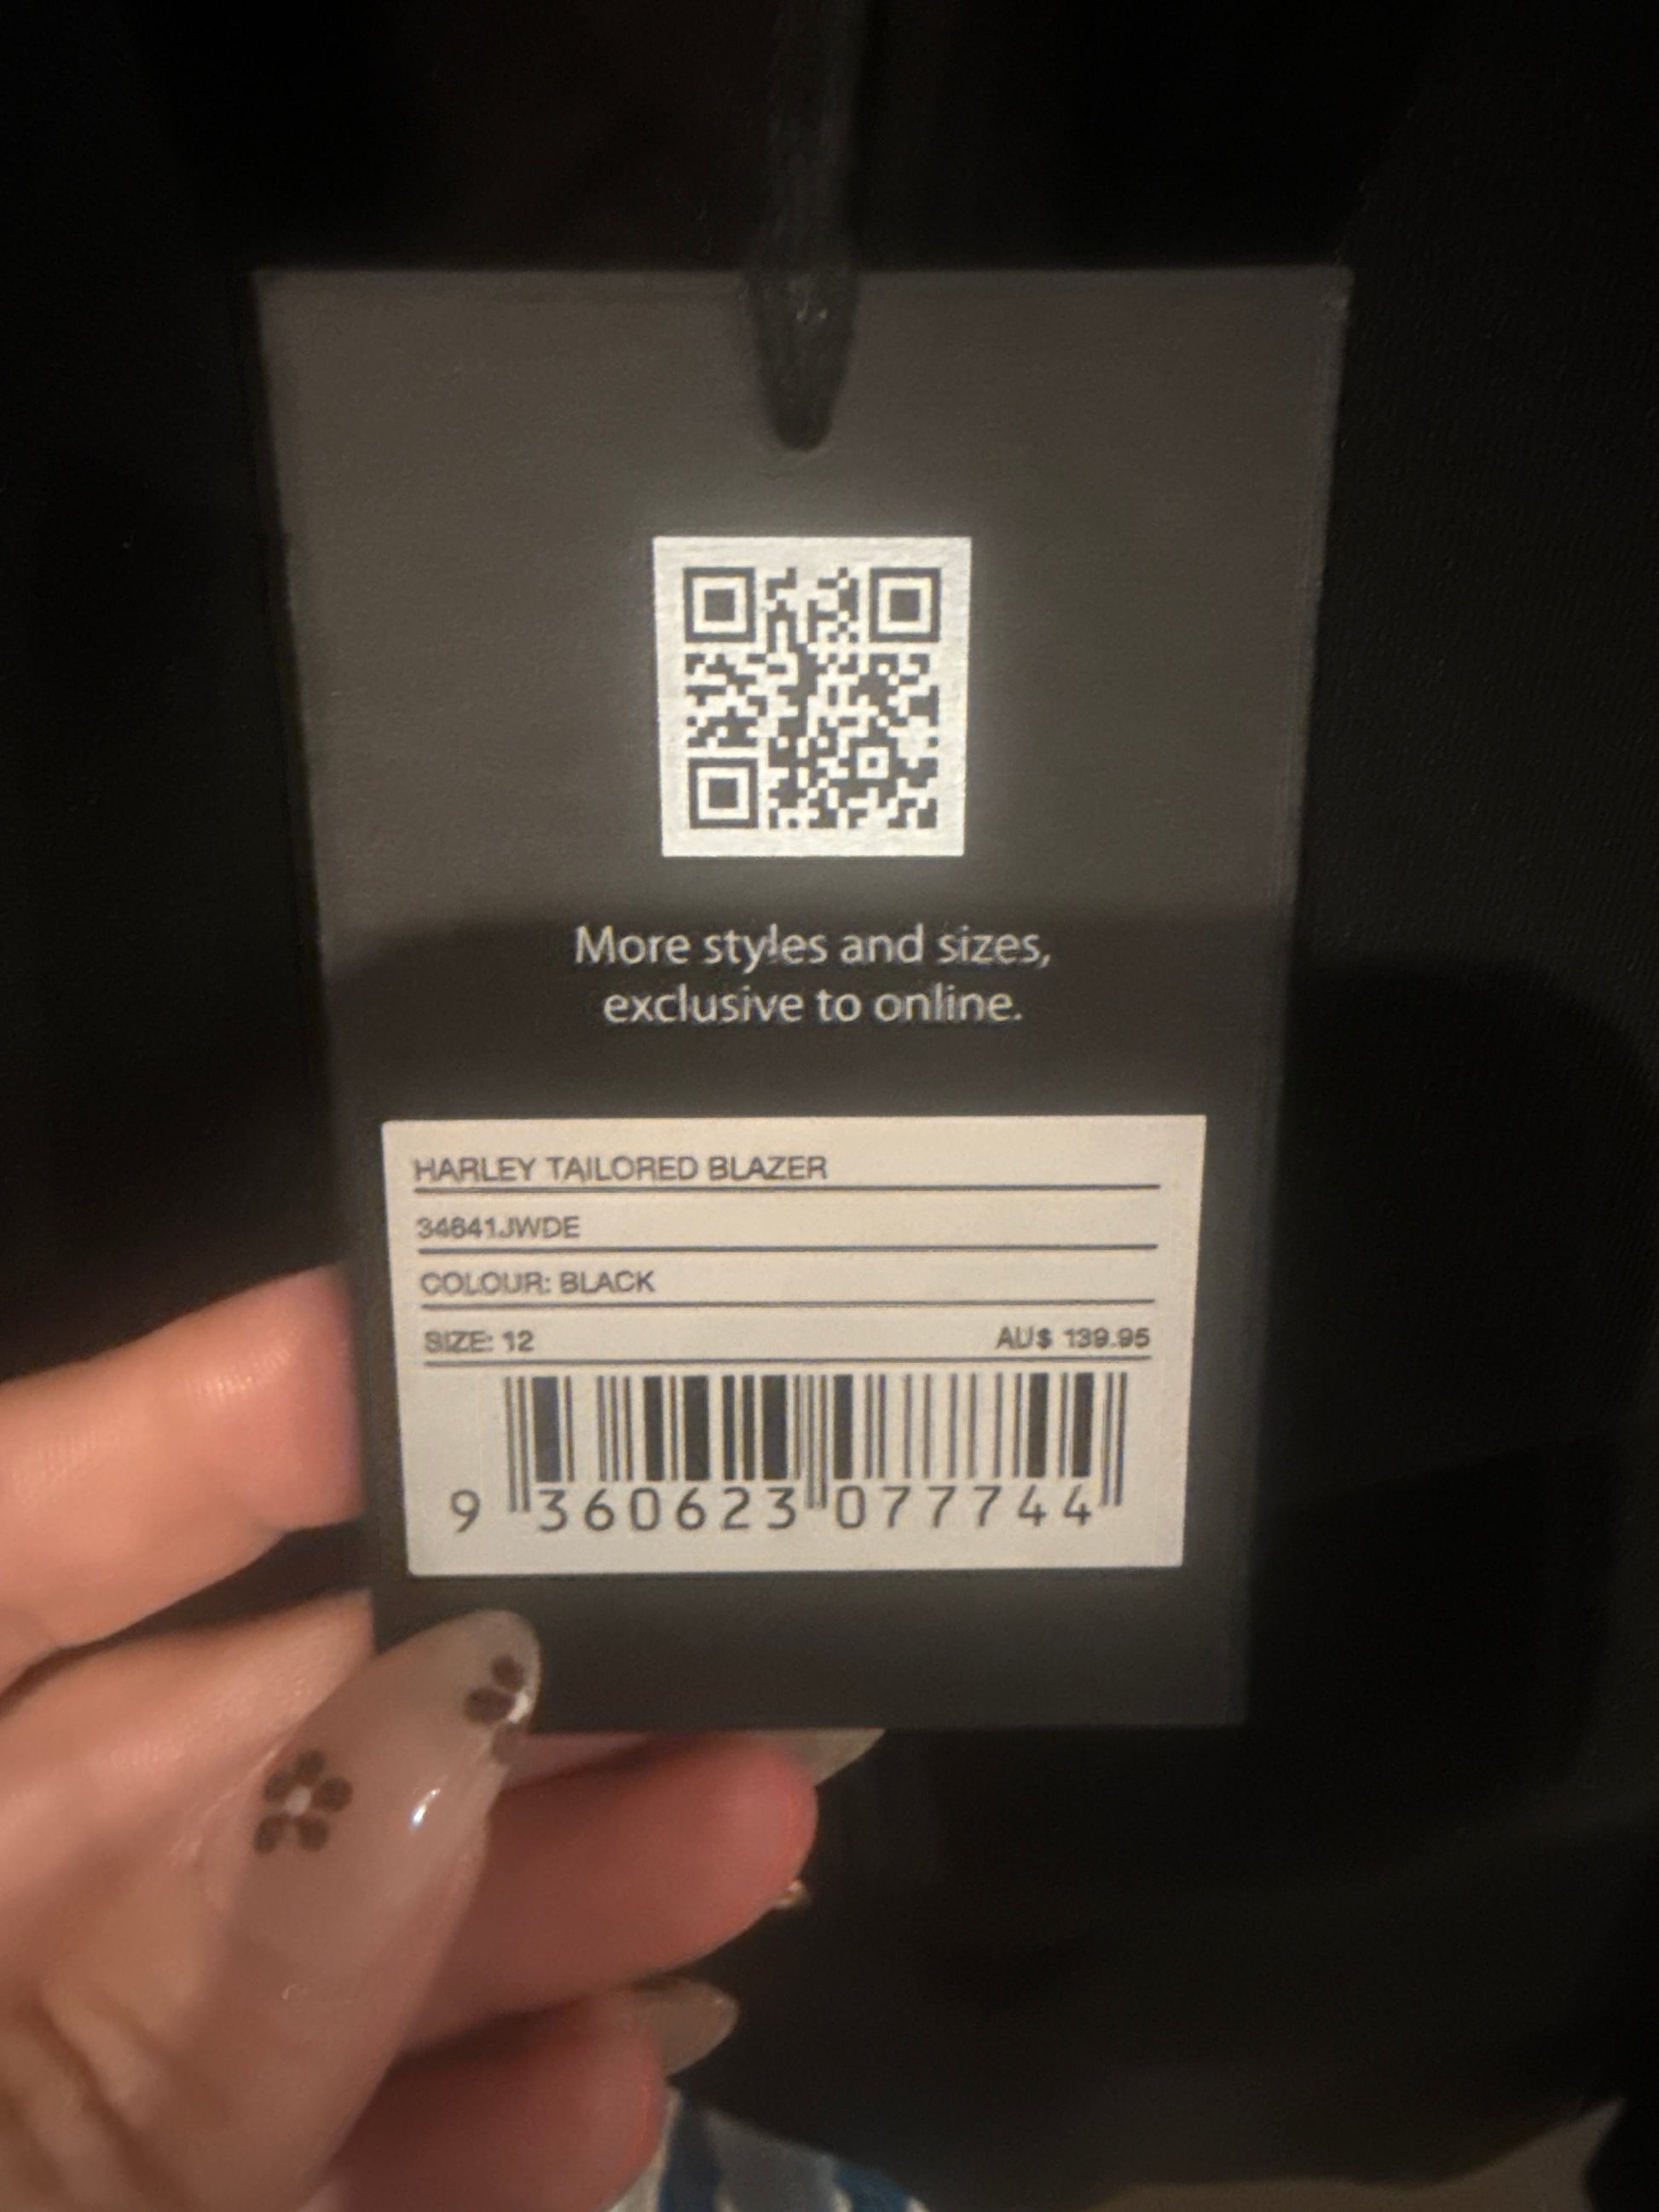 More styles and sizes,
exclusive to online.
HARLEY TAILORED BLAZER
34641JWDE
COLOUR: BLACK
SIZE: 12 AU$ 139.95
9 360623 077744